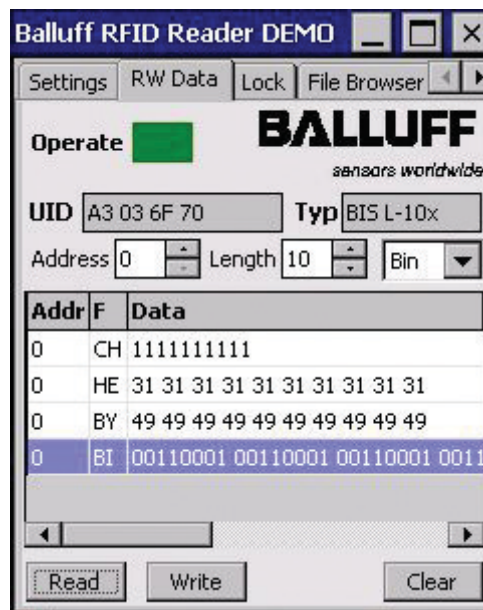 Balluff RFID Reader DEMO
Settings RW Data Lock File Browser
Operate BALLUFF
sensors worldwide
UID A3 03 6F 70 Typ BIS L-10x
Address 0 Length 10 Bin
Addr F Data
0 CH 1111111111
0 HE 31 31 31 31 31 31 31 31 31 31
0 BY 49 49 49 49 49 49 49 49 49 49
0 BI 00110001 00110001 00110001 0011
Read Write Clear